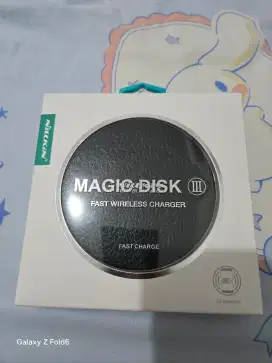 NILLKIN
MAGIC DISK III
FAST WIRELESS CHARGER
FAST CHARGE
Galaxy Z Fold6